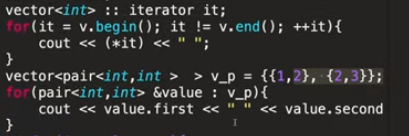 vector<int> :: iterator it;
for(it = v.begin(); it != v.end(); ++it){
cout << (*it) << " ";
}
vector<pair<int,int > > v_p = {{1,2}, {2,3}};
for(pair<int,int> &value : v_p){
cout << value.first << " " << value.second
}